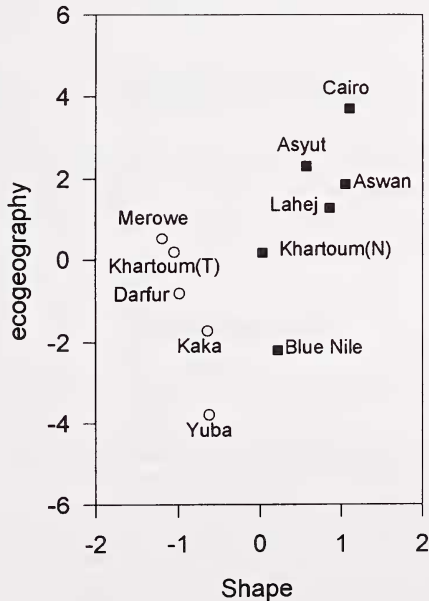 6
Cairo
4
Asyut
Aswan
2
Lahej
Merowe
Khartoum(N)
0
Khartoum(T)
Darfur
Kaka
Blue Nile
-2
-4
Yuba
-6
-2 -1 0 1 2
ecogeography
Shape